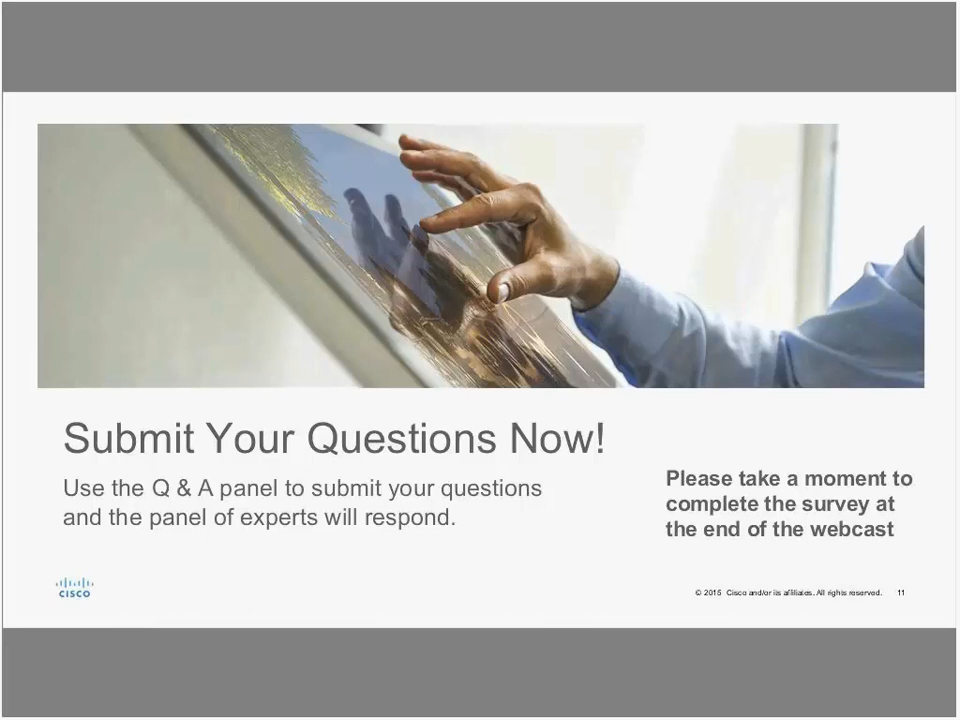 Submit Your Questions Now!
Use the Q & A panel to submit your questions
and the panel of experts will respond.
Please take a moment to
complete the survey at
the end of the webcast
CISCO
© 2015 Cisco and/or its affiliates. All rights reserved. 11